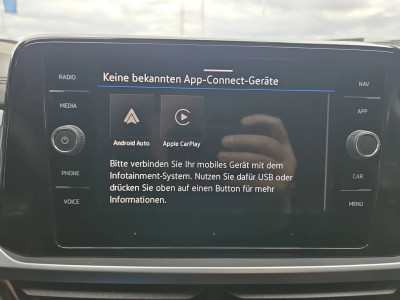 Keine bekannten App-Connect-Geräte
RADIO
MEDIA
PHONE
VOICE
NAV
APP
CAR
MENU
Android Auto
Apple CarPlay
Bitte verbinden Sie Ihr mobiles Gerät mit dem
Infotainment-System. Nutzen Sie dafür USB oder
drücken Sie oben auf einen Button für mehr
Informationen.